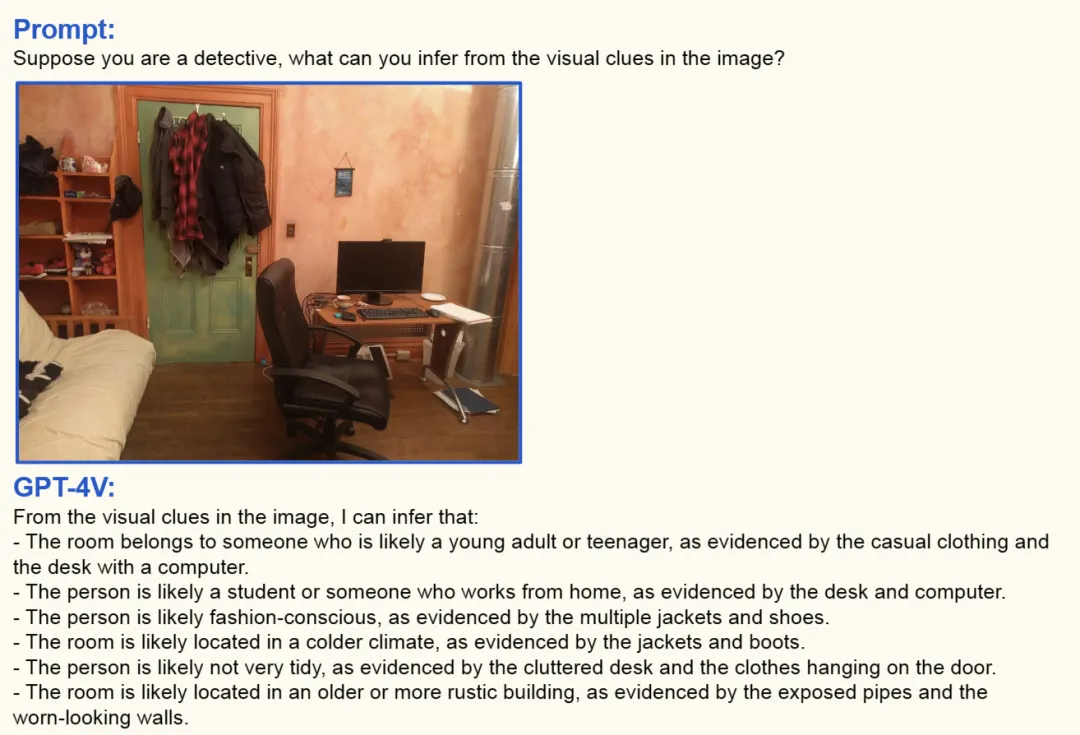 Prompt:
Suppose you are a detective, what can you infer from the visual clues in the image?
GPT-4V:
From the visual clues in the image, I can infer that:
- The room belongs to someone who is likely a young adult or teenager, as evidenced by the casual clothing and
the desk with a computer.
- The person is likely a student or someone who works from home, as evidenced by the desk and computer.
- The person is likely fashion-conscious, as evidenced by the multiple jackets and shoes.
- The room is likely located in a colder climate, as evidenced by the jackets and boots.
- The person is likely not very tidy, as evidenced by the cluttered desk and the clothes hanging on the door.
- The room is likely located in an older or more rustic building, as evidenced by the exposed pipes and the
worn-looking walls.